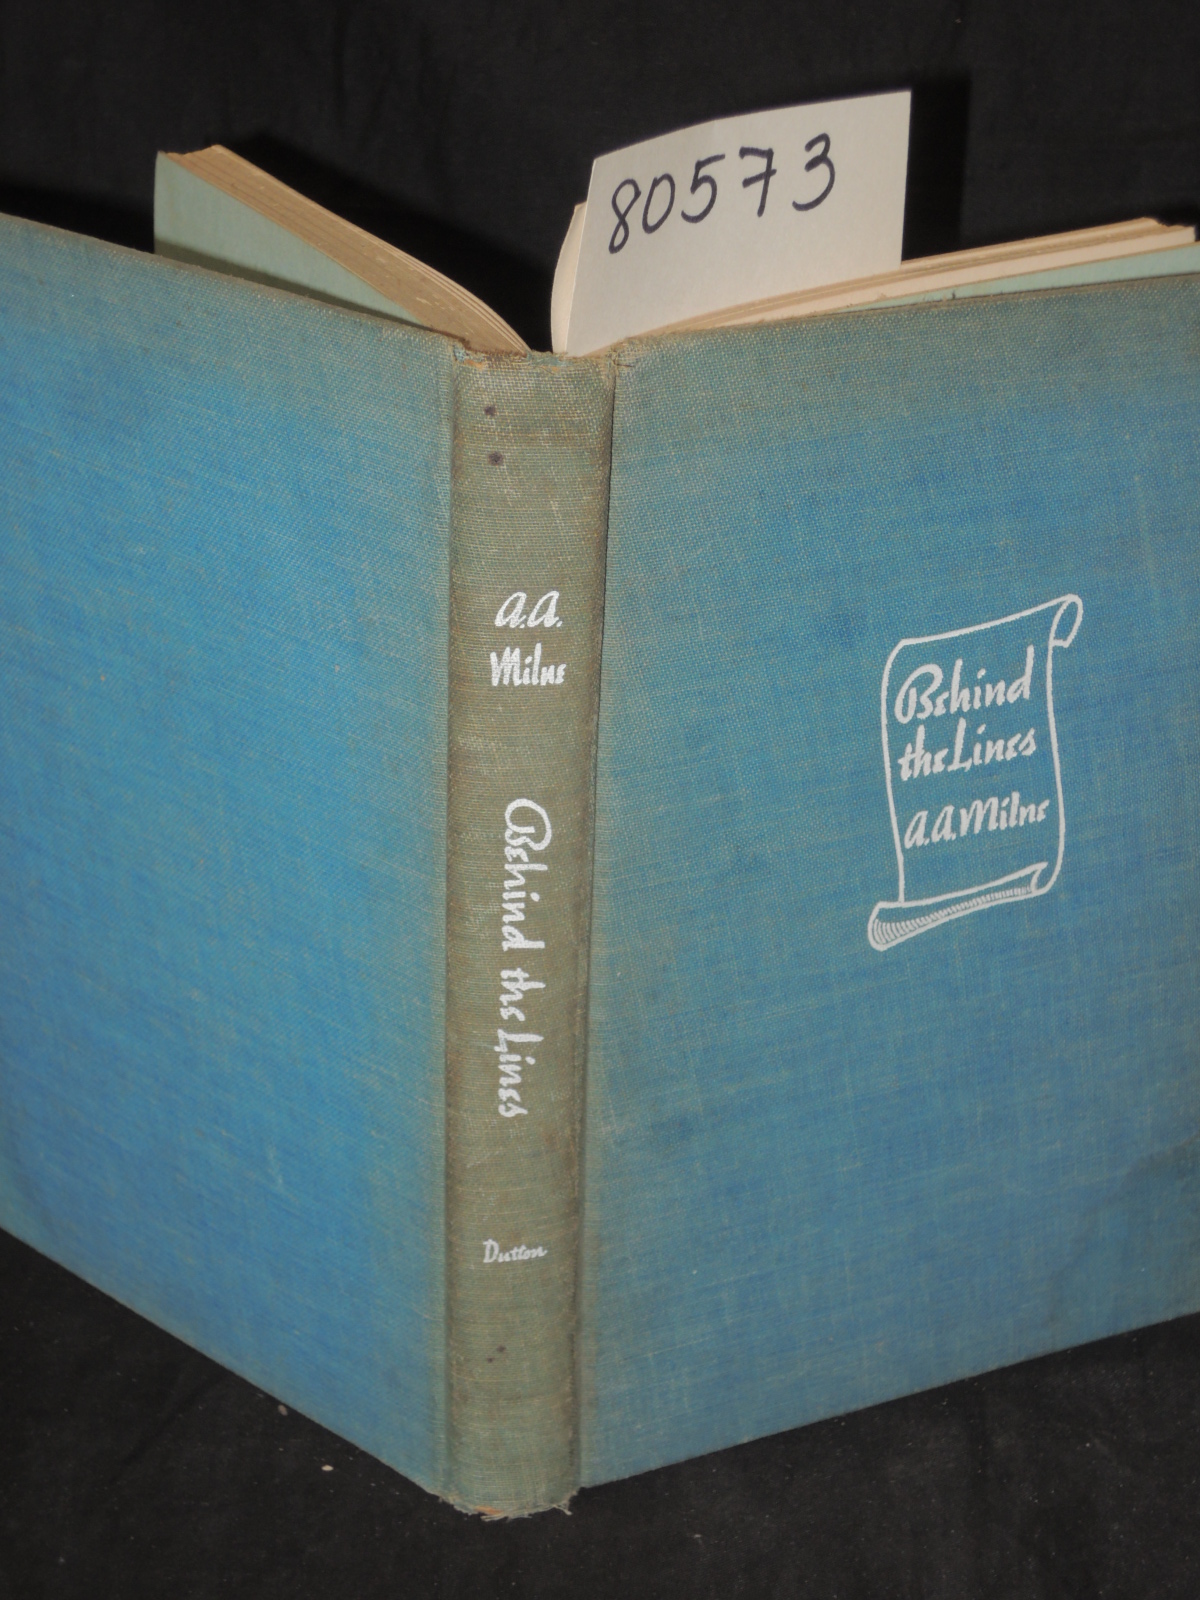 80573
A.A.
Milne
Behind the Lines
Dutton
Behind
the Lines
A.A. Milne